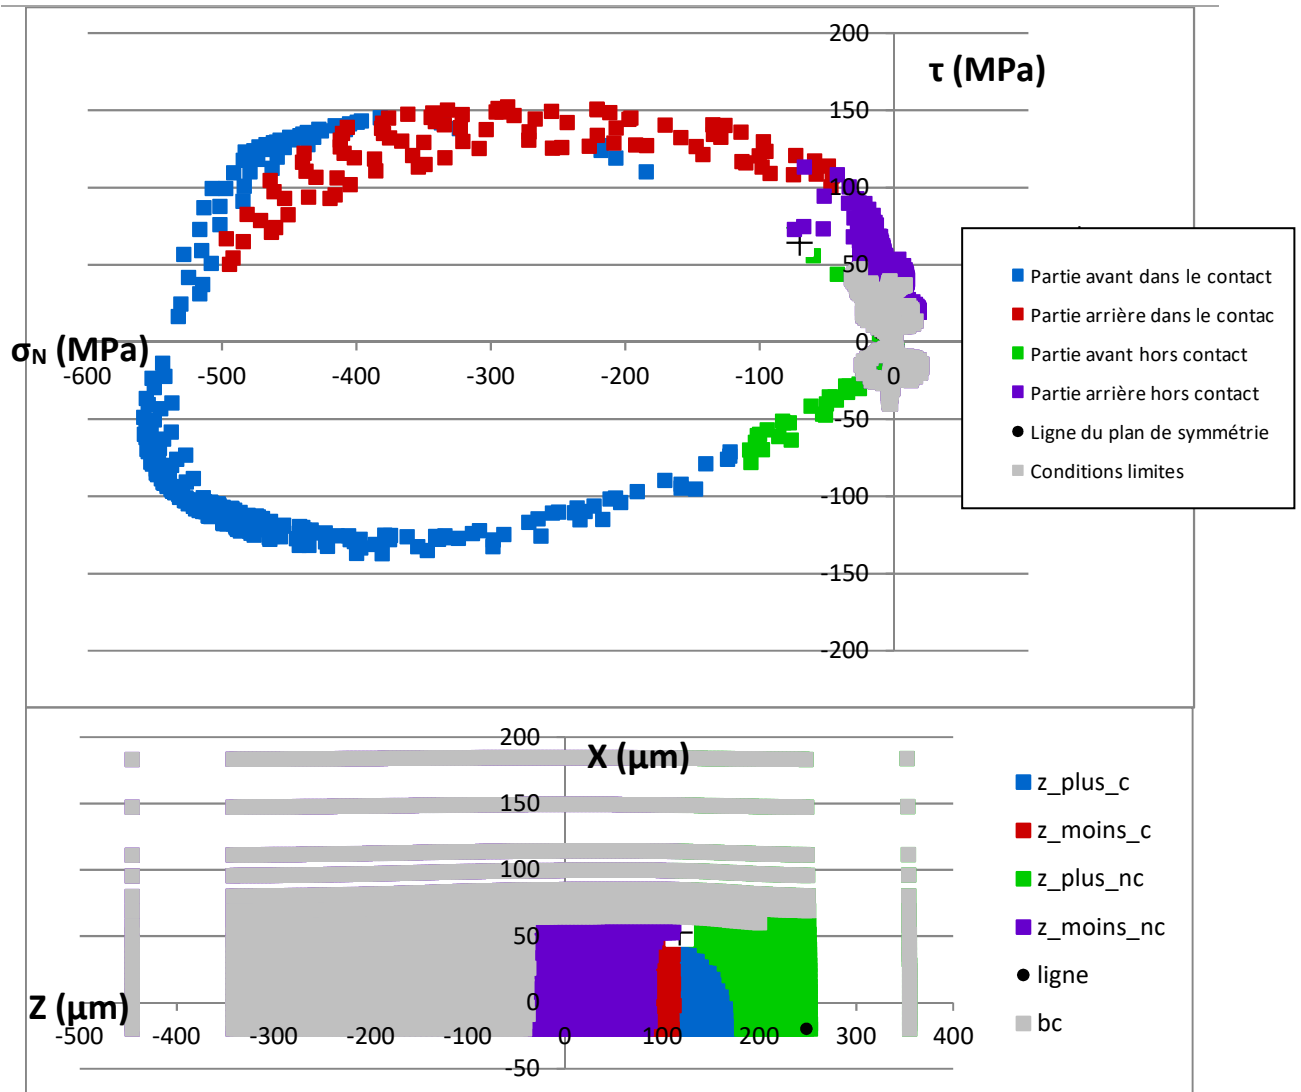 200
τ (MPa)
150
100
50
0
σN (MPa)
-600
-500
-400
-300
-200
-100
0
-50
-100
-150
-200
Partie avant dans le contact
Partie arrière dans le contac
Partie avant hors contact
Partie arrière hors contact
Ligne du plan de symétrie
Conditions limites
200
X (µm)
150
100
50
0
Z (µm)
-500
-400
-300
-200
-100
0
100
200
300
400
-50
z_plus_c
z_moins_c
z_plus_nc
z_moins_nc
ligne
bc